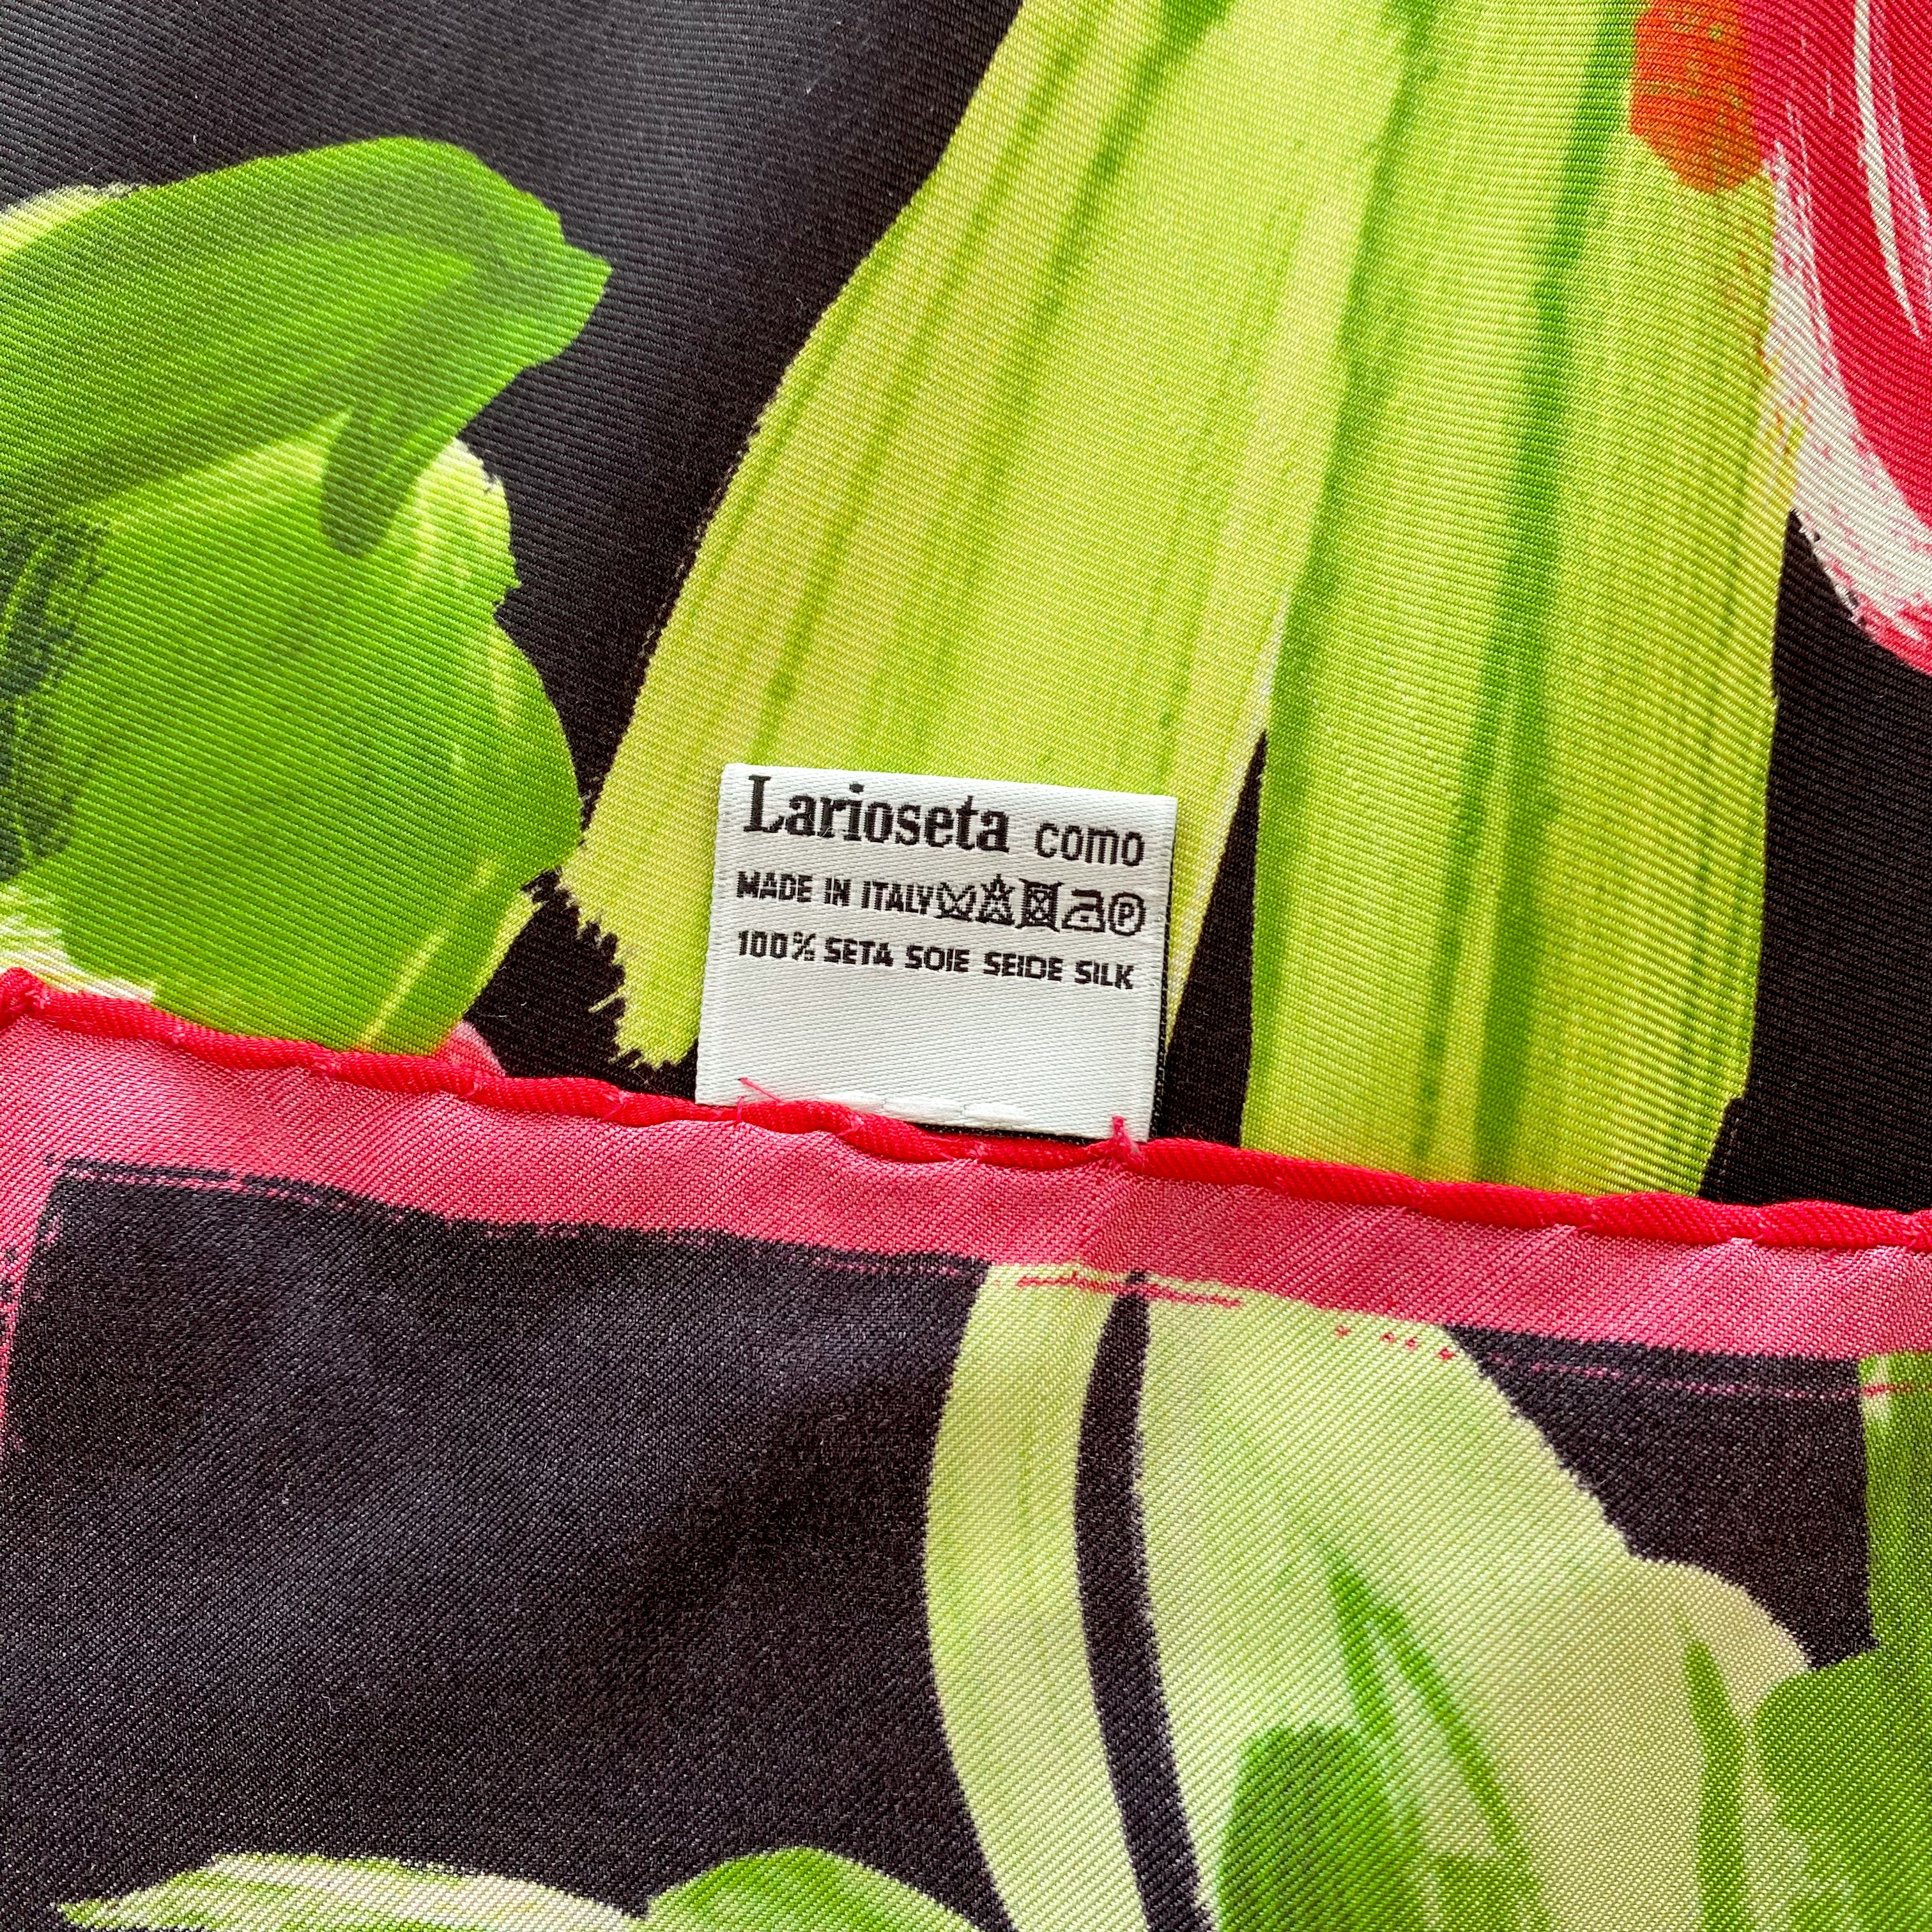 Larioseta como
MADE IN ITALY P
100% SETA SOIE SEIDE SILK